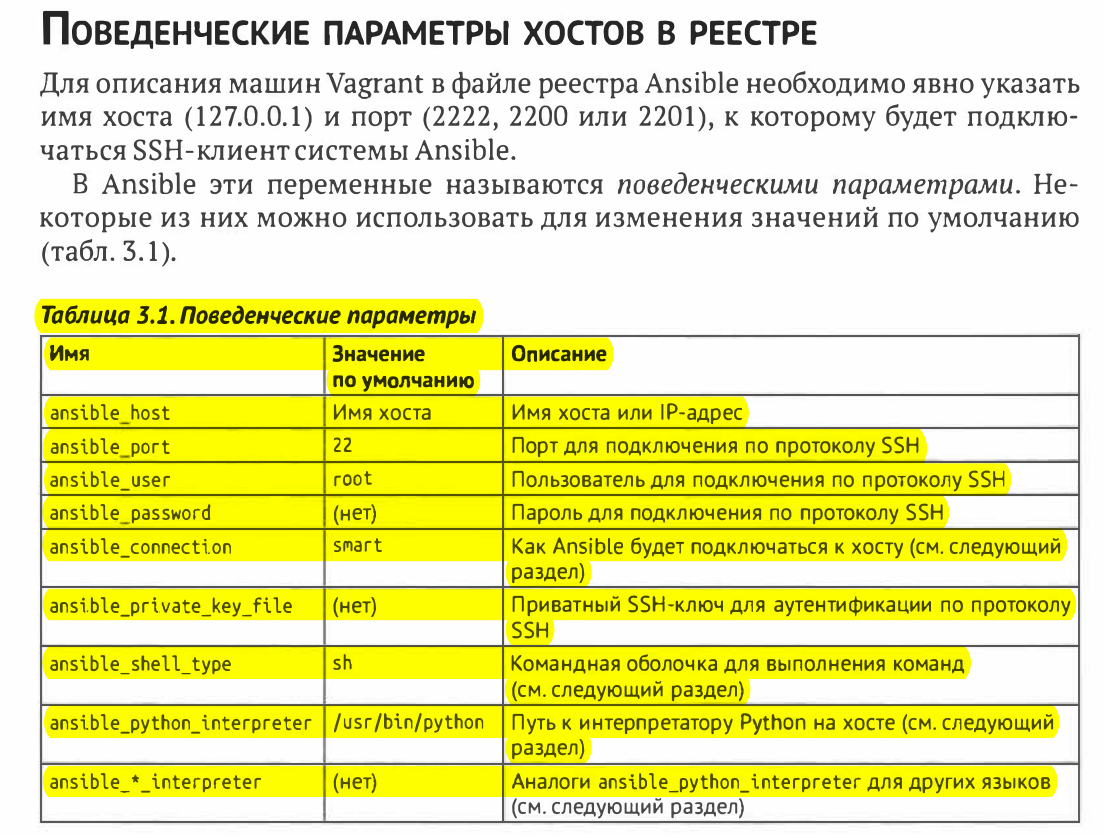 ПОВЕДЕНЧЕСКИЕ ПАРАМЕТРЫ ХОСТОВ В РЕЕСТРЕ
Для описания машин Vagrant в файле реестра Ansible необходимо явно указать
имя хоста (127.0.0.1) и порт (2222, 2200 или 2201), к которому будет подклю-
чаться SSH-клиент системы Ansible.
В Ansible эти переменные называются поведенческими параметрами. Не-
которые из них можно использовать для изменения значений по умолчанию
(табл. 3.1).
Таблица 3.1. Поведенческие параметры
Имя Значение Описание
по умолчанию
ansible_host Имя хоста Имя хоста или IP-адрес
ansible_port 22 Порт для подключения по протоколу SSH
ansible_user root Пользователь для подключения по протоколу SSH
ansible_password (нет) Пароль для подключения по протоколу SSH
ansible_connection smart Как Ansible будет подключаться к хосту (см. следующий
раздел)
ansible_private_key_file (нет) Приватный SSH-ключ для аутентификации по протоколу
SSH
ansible_shell_type sh Командная оболочка для выполнения команд
(см. следующий раздел)
ansible_python_interpreter /usr/bin/python Путь к интерпретатору Python на хосте (см. следующий
раздел)
ansible_*_interpreter (нет) Аналоги ansible_python_interpreter для других языков
(см. следующий раздел)